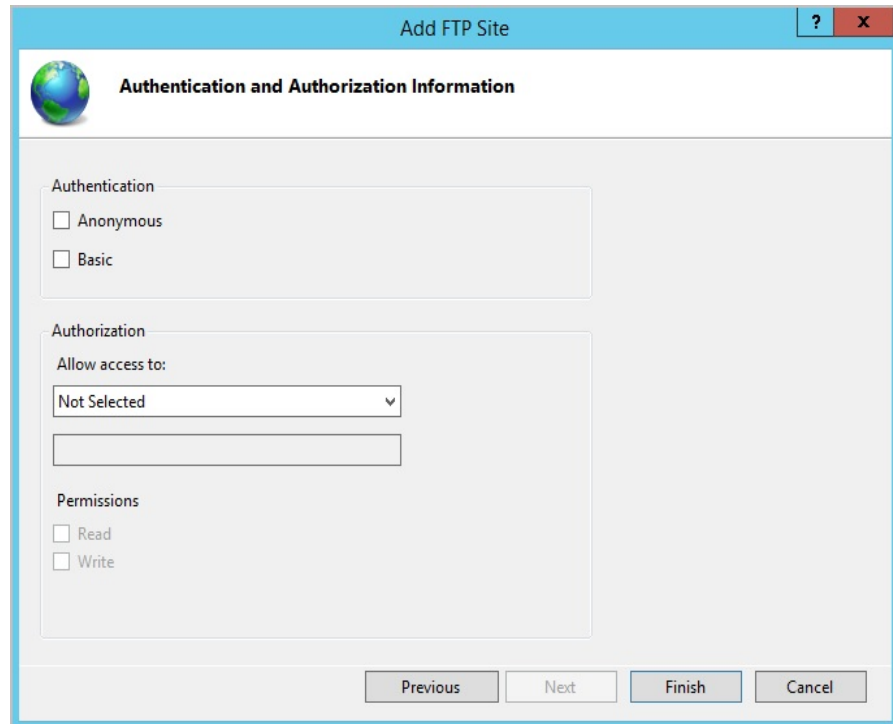 Add FTP Site
? x
Authentication and Authorization Information
Authentication
Anonymous
Basic
Authorization
Allow access to:
Not Selected
Permissions
Read
Write
Previous Next Finish Cancel